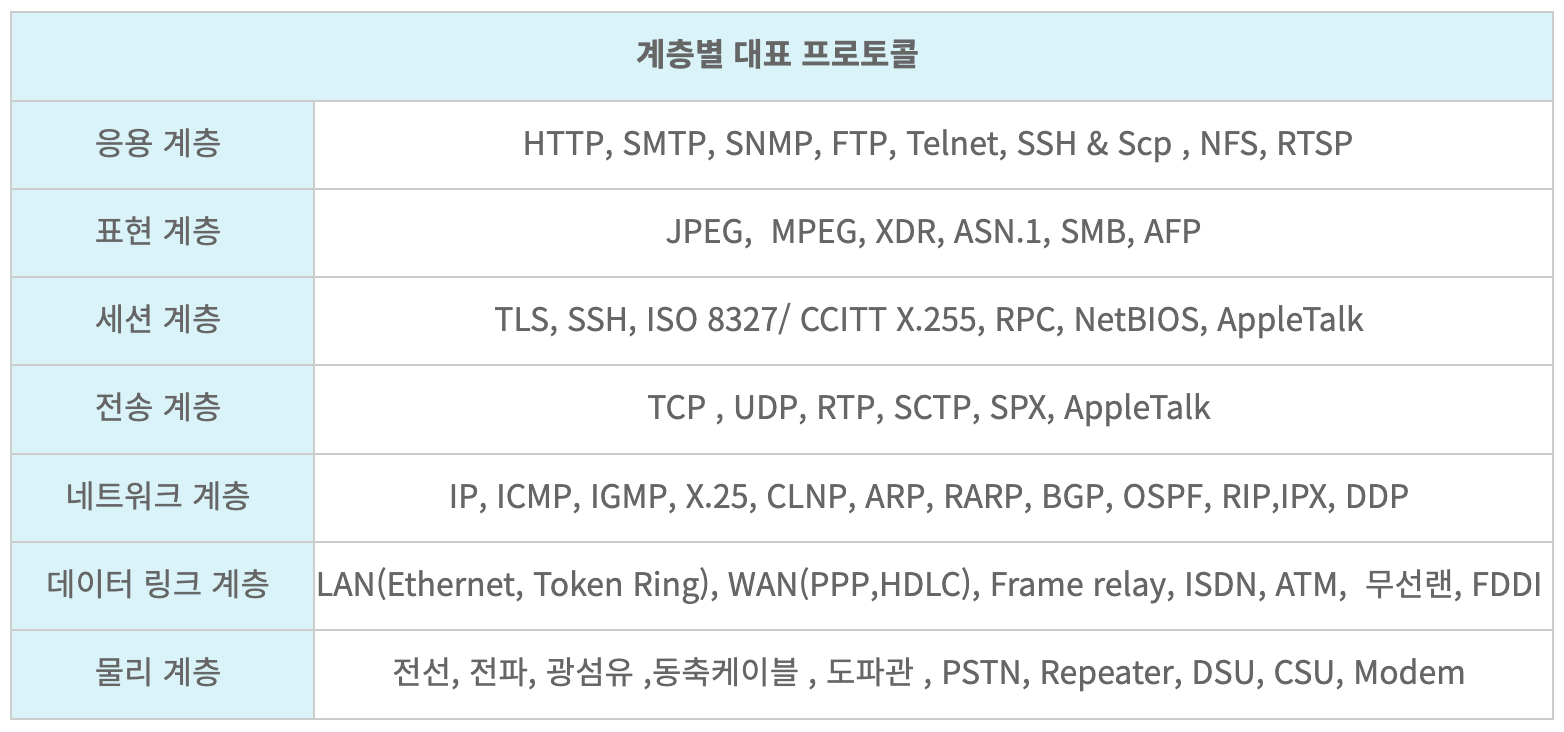 계층별 대표 프로토콜
응용 계층 HTTP, SMTP, SNMP, FTP, Telnet, SSH & Scp , NFS, RTSP
표현 계층 JPEG,  MPEG, XDR, ASN.1, SMB, AFP
세션 계층 TLS, SSH, ISO 8327/ CCITT X.255, RPC, NetBIOS, AppleTalk
전송 계층 TCP , UDP, RTP, SCTP, SPX, AppleTalk
네트워크 계층 IP, ICMP, IGMP, X.25, CLNP, ARP, RARP, BGP, OSPF, RIP,IPX, DDP
데이터 링크 계층 LAN(Ethernet, Token Ring), WAN(PPP,HDLC), Frame relay, ISDN, ATM,  무선랜, FDDI
물리 계층 전선, 전파, 광섬유 ,동축케이블 , 도파관 , PSTN, Repeater, DSU, CSU, Modem